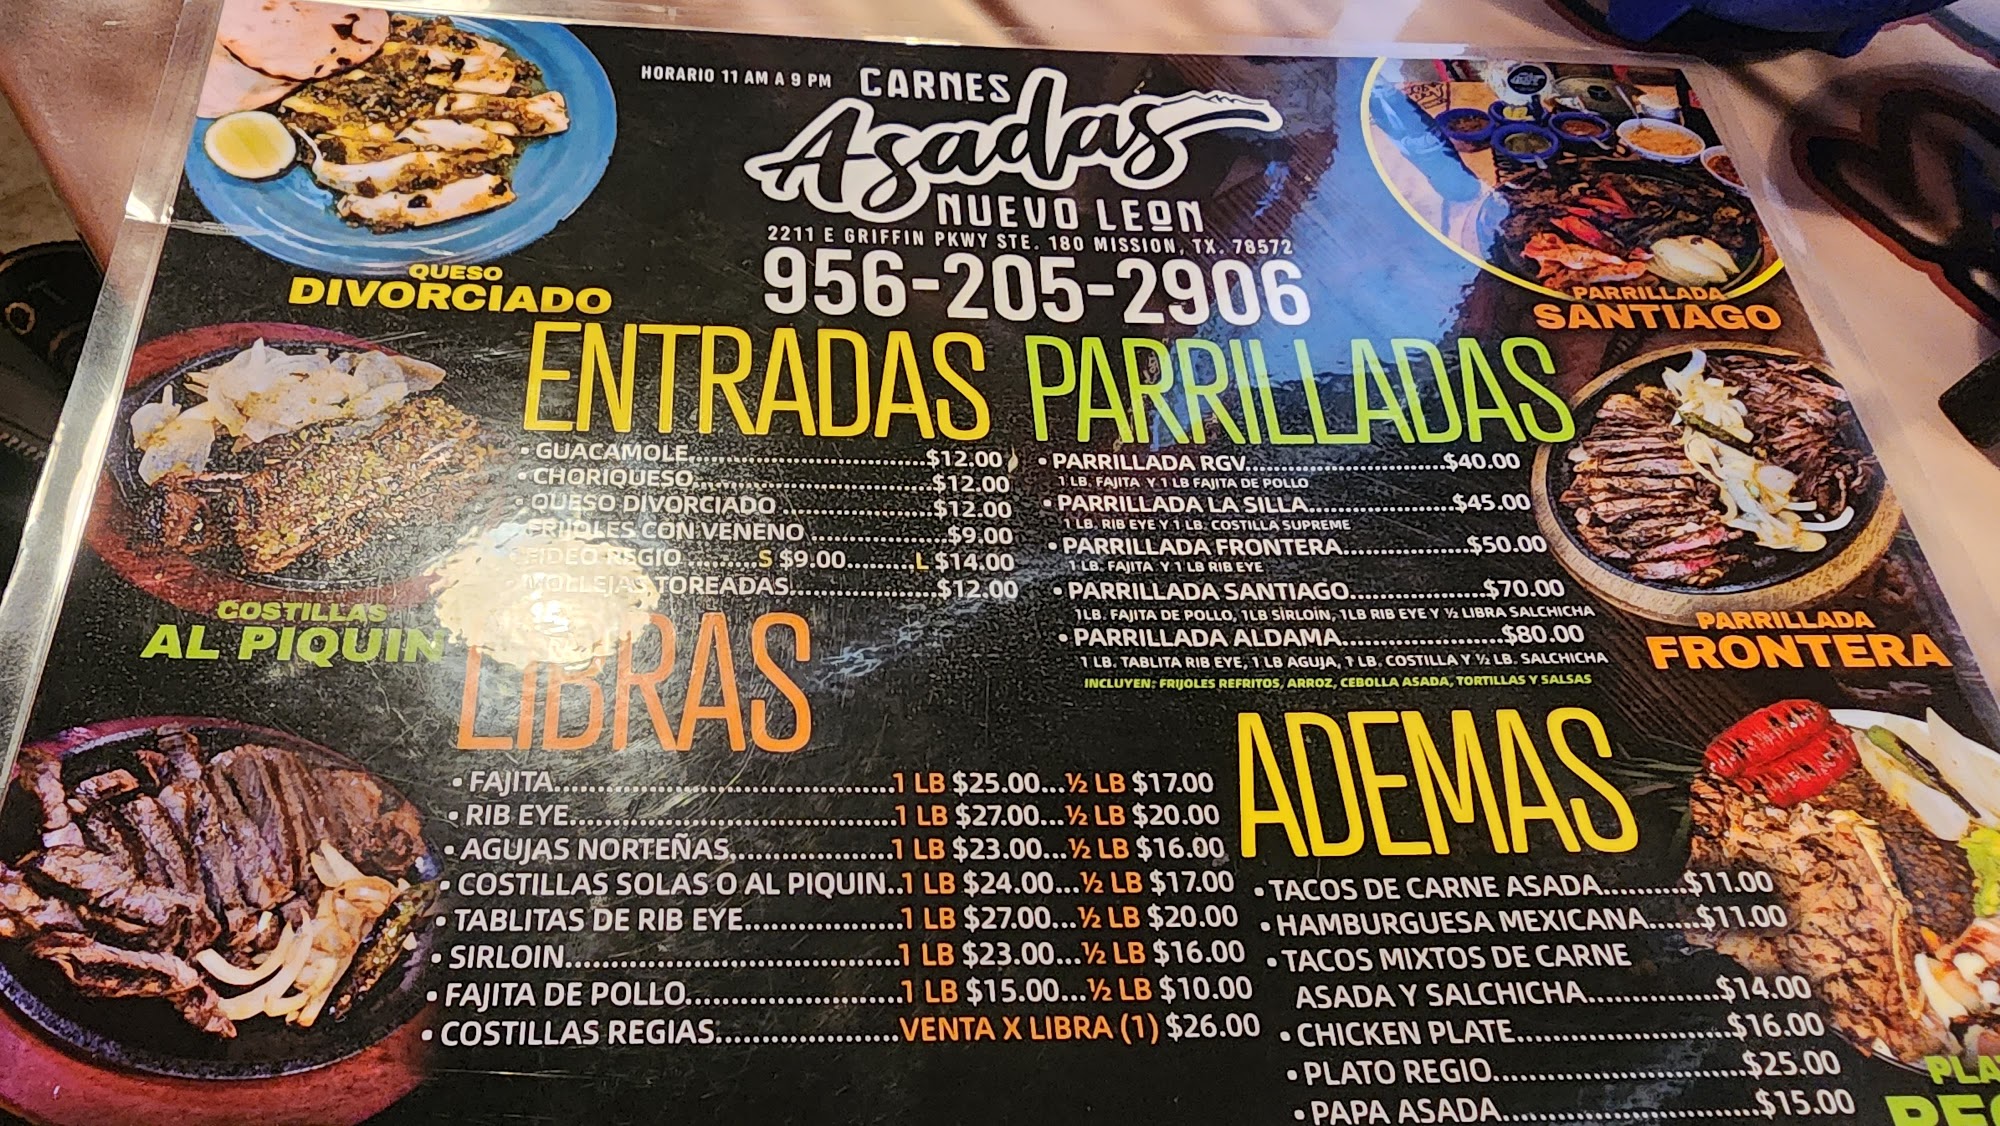 HORARIO 11 AM A 9 PM
CARNES
Asadas
NUEVO LEON
2211 E GRIFFIN PKWY STE. 180 MISSION, TX. 78572
956-205-2906
QUESO
DIVORCIADO
PARRILLADA
SANTIAGO
COSTILLAS
AL PIQUIN
PARRILLADA
FRONTERA
ENTRADAS
• GUACAMOLE..............................$12.00
• CHORIQUESO..............................$12.00
• QUESO DIVORCIADO....................$12.00
FRIJOLES CON VENENO.................$9.00
FIDEO REGIO.........S $9.00.........L $14.00
MOLLEJAS TOREADAS...................$12.00
PARRILLADAS
• PARRILLADA RGV..........................$40.00
1 LB. FAJITA Y 1 LB FAJITA DE POLLO
• PARRILLADA LA SILLA...................$45.00
1 LB. RIB EYE Y 1 LB. COSTILLA SUPREME
• PARRILLADA FRONTERA................$50.00
1 LB. FAJITA Y 1 LB RIB EYE
• PARRILLADA SANTIAGO.................$70.00
1LB. FAJITA DE POLLO, 1LB SIRLOIN, 1LB RIB EYE Y ½ LIBRA SALCHICHA
• PARRILLADA ALDAMA....................$80.00
1 LB. TABLITA RIB EYE, 1 LB AGUJA, 1 LB. COSTILLA Y ½ LB. SALCHICHA
INCLUYEN: FRIJOLES REFRITOS, ARROZ, CEBOLLA ASADA, TORTILLAS Y SALSAS
LIBRAS
• FAJITA..............................1 LB $25.00...½ LB $17.00
• RIB EYE..............................1 LB $27.00...½ LB $20.00
• AGUJAS NORTEÑAS....................1 LB $23.00...½ LB $16.00
• COSTILLAS SOLAS O AL PIQUIN..1 LB $24.00...½ LB $17.00
• TABLITAS DE RIB EYE...................1 LB $27.00...½ LB $20.00
• SIRLOIN..............................1 LB $23.00...½ LB $16.00
• FAJITA DE POLLO.........................1 LB $15.00...½ LB $10.00
• COSTILLAS REGIAS.....................VENTA X LIBRA (1) $26.00
ADEMAS
• TACOS DE CARNE ASADA..........$11.00
• HAMBURGUESA MEXICANA......$11.00
• TACOS MIXTOS DE CARNE
ASADA Y SALCHICHA...............$14.00
• CHICKEN PLATE.........................$16.00
• PLATO REGIO..............................$25.00
• PAPA ASADA..............................$15.00